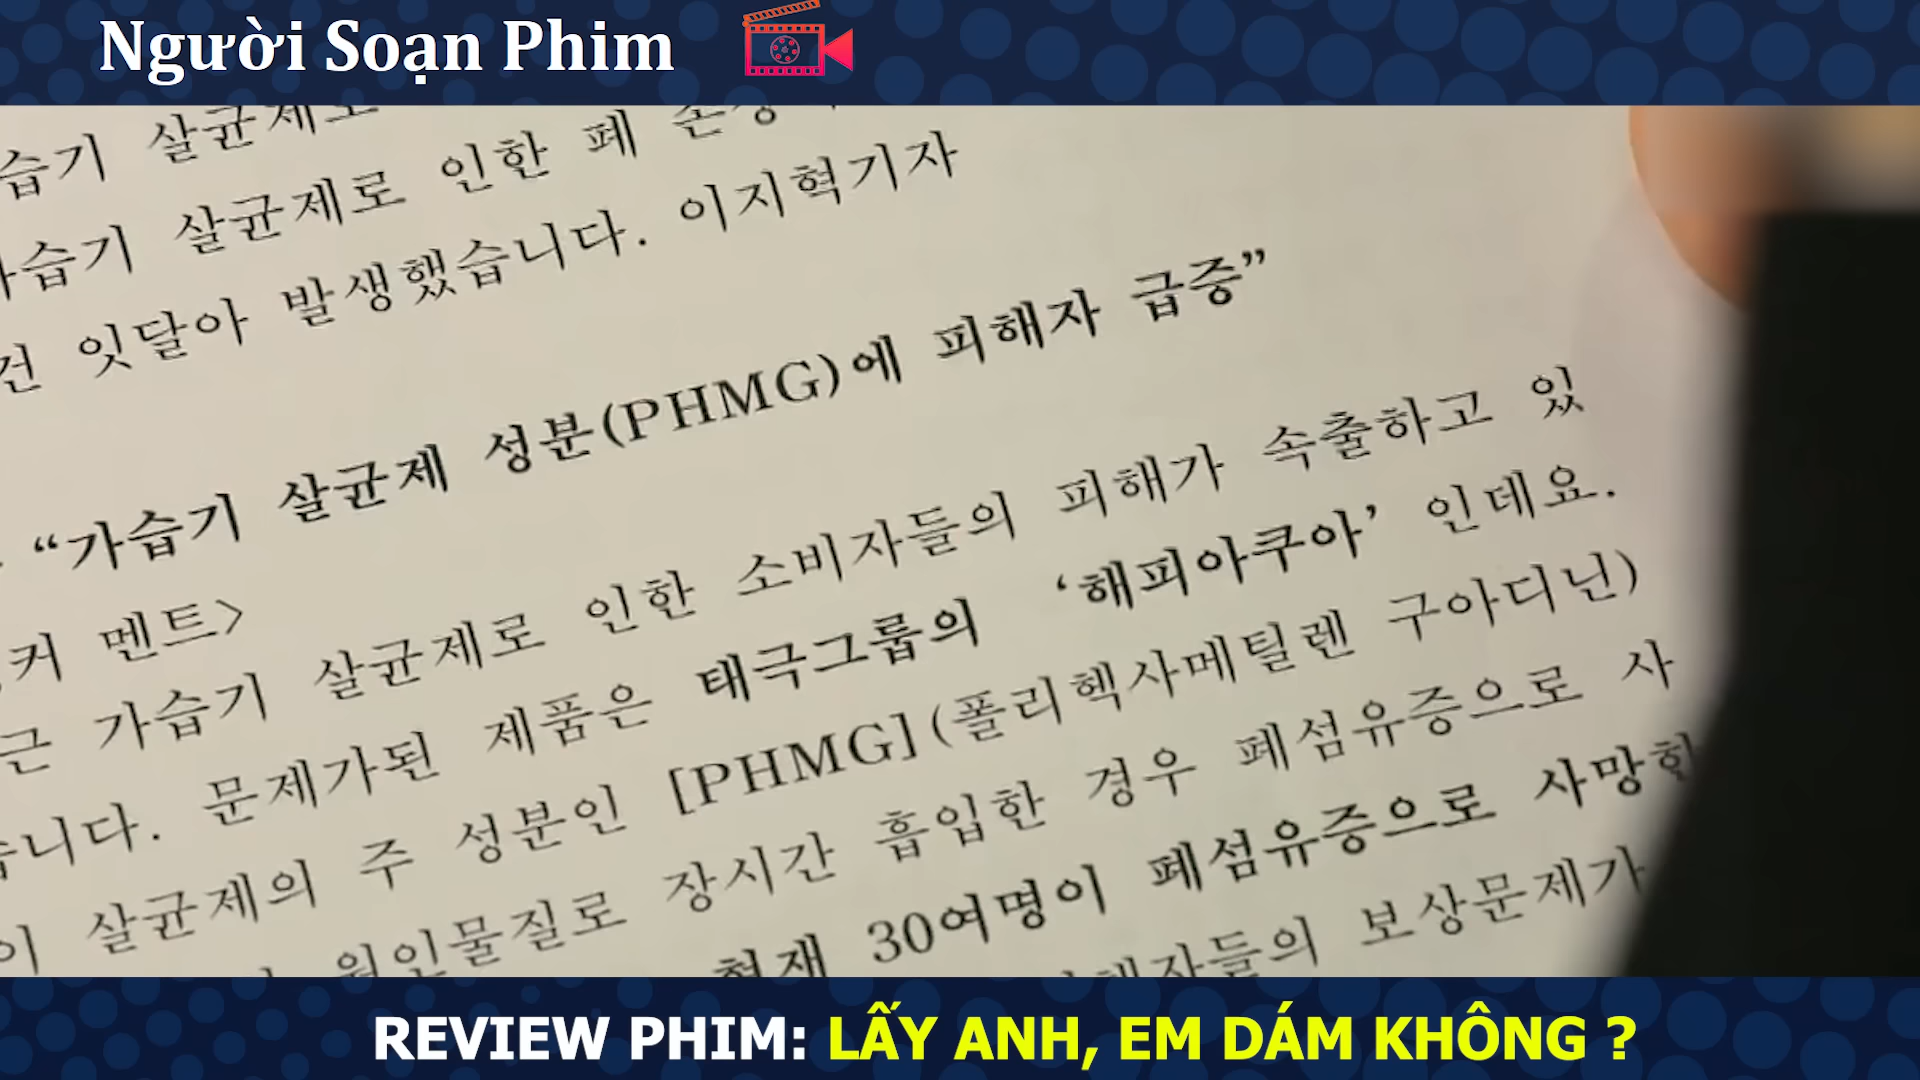 Người Soạn Phim
습기 살균제로
가습기 살균제로 인한 폐 손상
건 잇달아 발생했습니다. 이지혁기자
“가습기 살균제 성분(PHMG)에 피해자 급증”
커 멘트>
근 가습기 살균제로 인한 소비자들의 피해가 속출하고 있
습니다. 문제가된 제품은 태극그룹의 ‘해피아쿠아’ 인데요.
이 살균제의 주 성분인 [PHMG](폴리헥사메틸렌 구아디닌)
원인물질로 장시간 흡입한 경우 폐섬유증으로 사
현재 30여명이 폐섬유증으로 사망한
피해자들의 보상문제가
REVIEW PHIM: LẤY ANH, EM DÁM KHÔNG ?